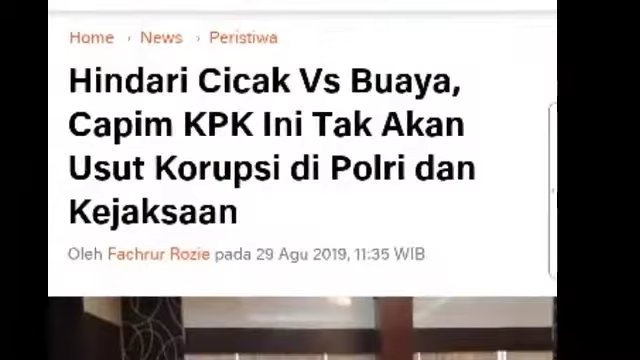 Home › News › Peristiwa
Hindari Cicak Vs Buaya,
Capim KPK Ini Tak Akan
Usut Korupsi di Polri dan
Kejaksaan
Oleh Fachrur Rozie pada 29 Agu 2019, 11:35 WIB